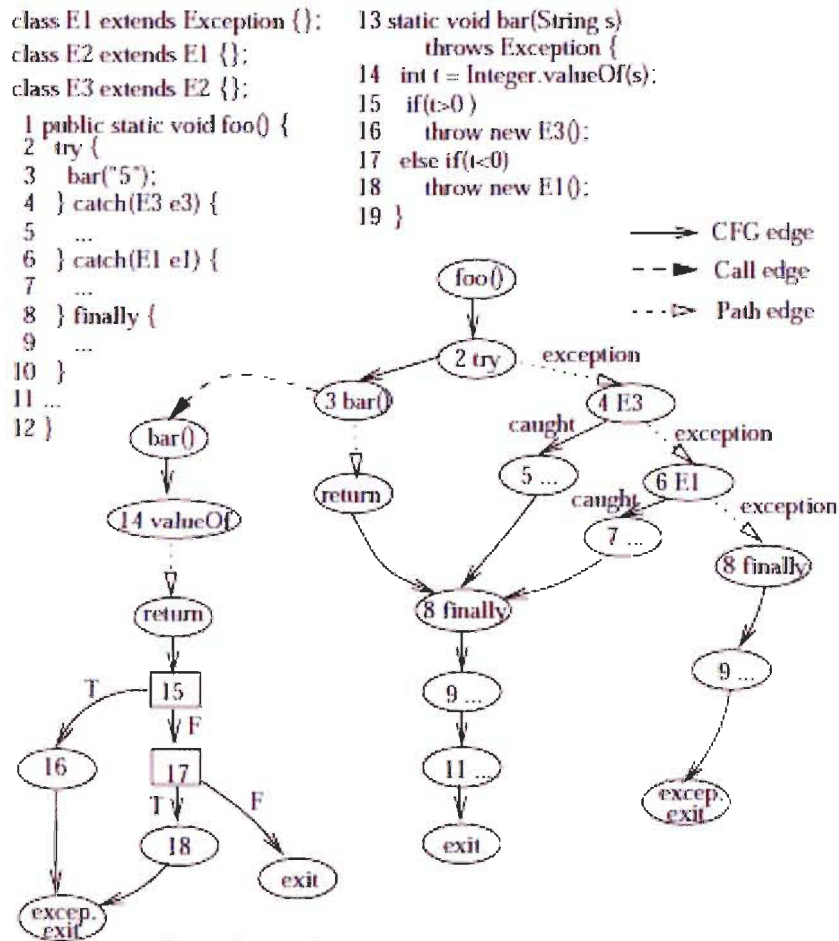 class E1 extends Exception {};
class E2 extends E1 {};
class E3 extends E2 {};
1 public static void foo() {
2 try {
3 bar("5");
4 } catch(E3 e3) {
5 ...
6 } catch(E1 e1) {
7 ...
8 } finally {
9 ...
10 }
11 ...
12 }
13 static void bar(String s)
throws Exception {
14 int t = Integer.valueOf(s);
15 if(t>0 )
16 throw new E3();
17 else if(t<0)
18 throw new E1();
19 }
CFG edge
Call edge
Path edge
foo()
2 try
exception
3 bar()
4 E3
caught
exception
bar()
return
5 ...
6 E1
caught
exception
14 valueOf
7 ...
8 finally
return
8 finally
15
T
F
9 ...
9 ...
16
17
11 ...
T
F
18
exit
exit
excep.
exit
excep.
exit